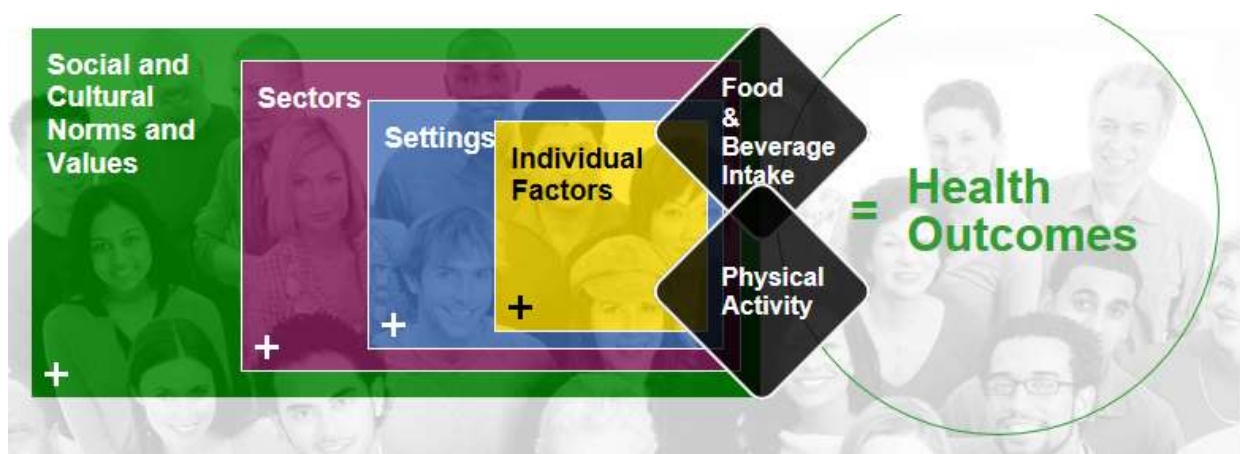 Social and
Cultural
Norms and
Values
+
Sectors
+
Settings
+
Individual
Factors
+
Food
&
Beverage
Intake
Physical
Activity
=
Health
Outcomes